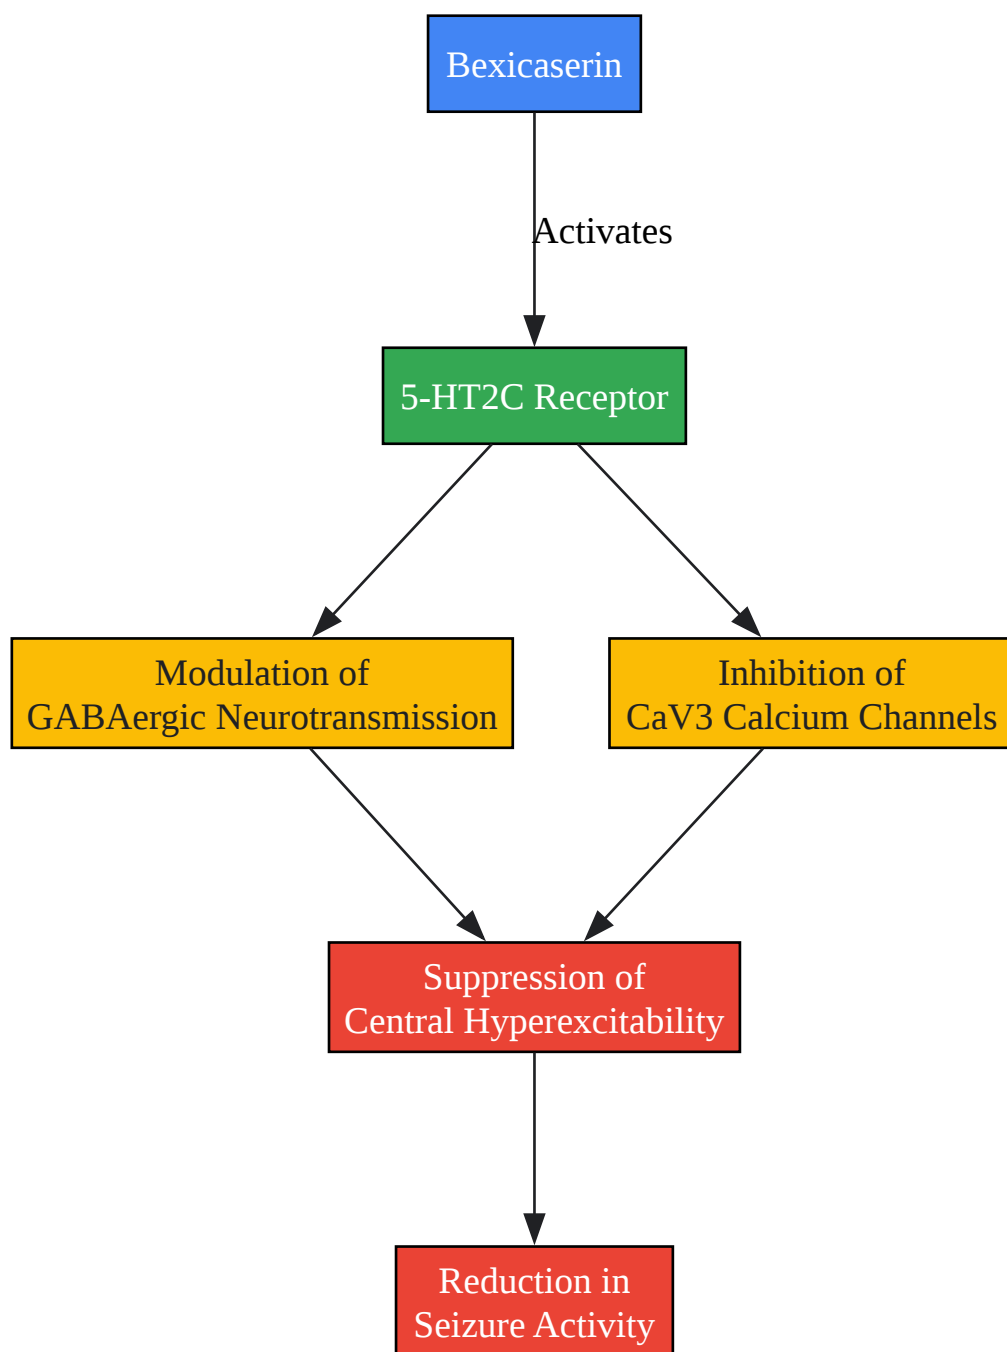 Bexicaserin
Activates
5-HT2C Receptor
Modulation of
GABAergic Neurotransmission
Inhibition of
CaV3 Calcium Channels
Suppression of
Central Hyperexcitability
Reduction in
Seizure Activity